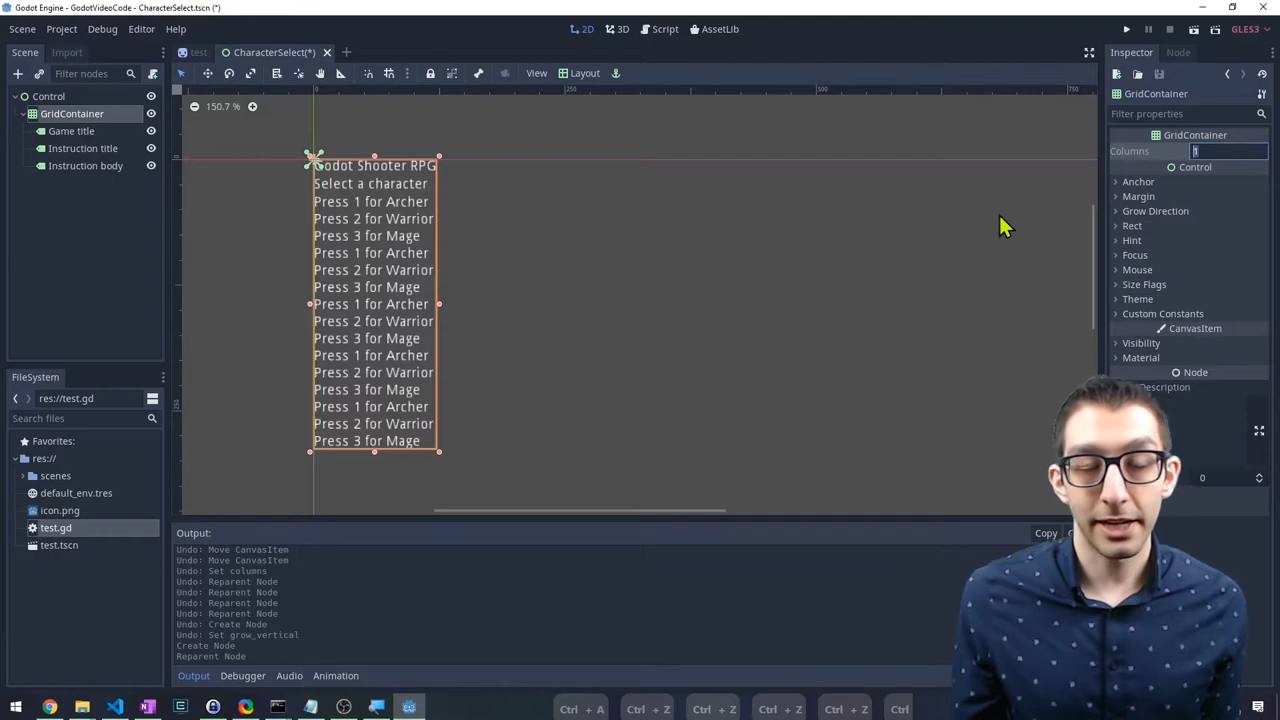 Godot Engine - GodotVideoCode - CharacterSelect.tscn (*)
Scene Project Debug Editor Help
2D 3D Script AssetLib
GLES3
Scene Import
test CharacterSelect(*)
Inspector Node
Filter nodes
View Layout
Control
GridContainer
Game title
Instruction title
Instruction body
0 250 500 750
150.7 %
0
250
Godot Shooter RPG
Select a character
Press 1 for Archer
Press 2 for Warrior
Press 3 for Mage
Press 1 for Archer
Press 2 for Warrior
Press 3 for Mage
Press 1 for Archer
Press 2 for Warrior
Press 3 for Mage
Press 1 for Archer
Press 2 for Warrior
Press 3 for Mage
Press 1 for Archer
Press 2 for Warrior
Press 3 for Mage
GridContainer
Filter properties
GridContainer
Columns 1
Control
Anchor
Margin
Grow Direction
Rect
Hint
Focus
Mouse
Size Flags
Theme
Custom Constants
CanvasItem
Visibility
Material
Node
Description
0
FileSystem
res://test.gd
Search files
Favorites:
res://
scenes
default_env.tres
icon.png
test.gd
test.tscn
Output:
Copy
Undo: Move CanvasItem
Undo: Move CanvasItem
Undo: Set columns
Undo: Reparent Node
Undo: Reparent Node
Undo: Reparent Node
Undo: Reparent Node
Undo: Create Node
Undo: Set grow_vertical
Create Node
Reparent Node
Output Debugger Audio Animation
Ctrl + A Ctrl + Z Ctrl + Z Ctrl + Z Ctrl + Z Ctrl